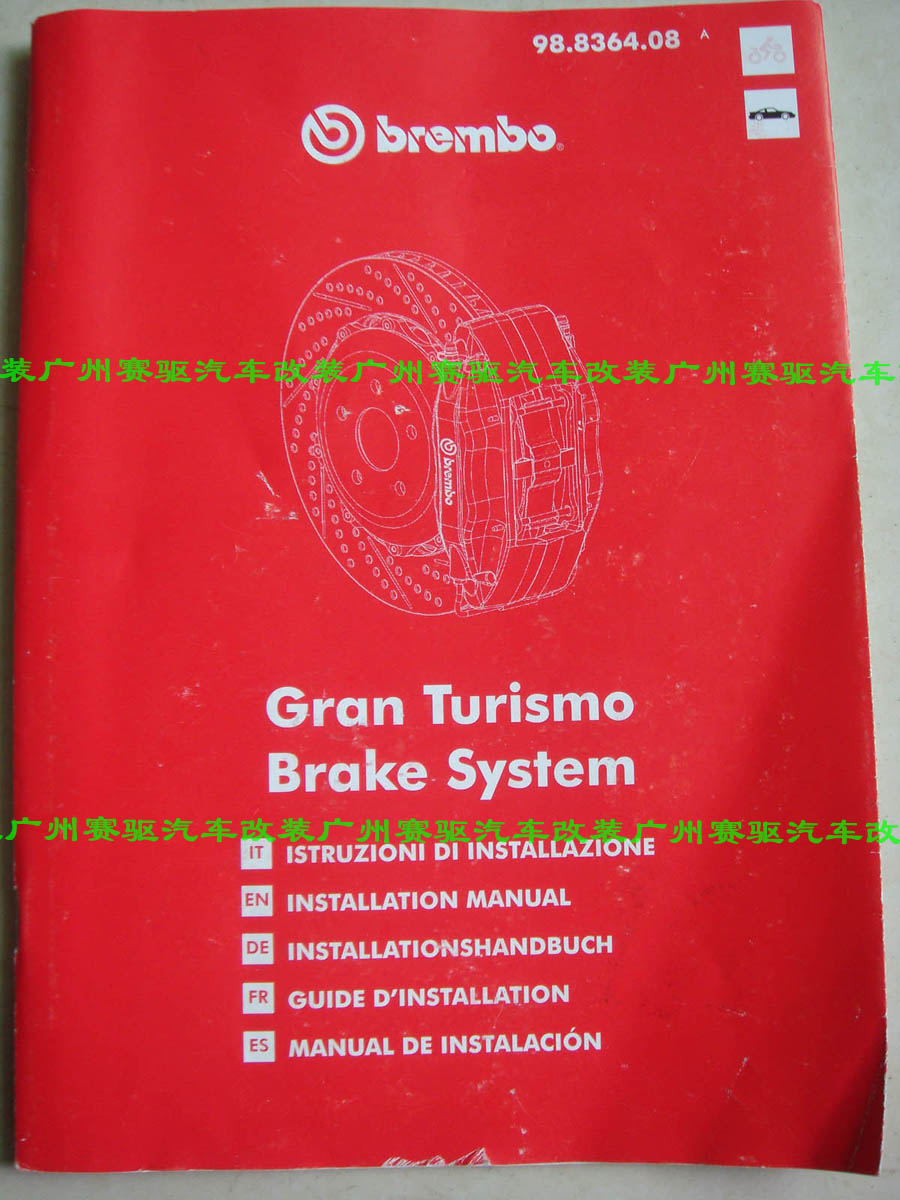 98.8364.08 A
brembo®
装广州赛驱汽车改装广州赛驱汽车改装广州赛驱汽车
brembo
Gran Turismo
Brake System
装广州赛驱汽车改装广州赛驱汽车改装广州赛驱汽车改
IT ISTRUZIONI DI INSTALLAZIONE
EN INSTALLATION MANUAL
DE INSTALLATIONSHANDBUCH
FR GUIDE D'INSTALLATION
ES MANUAL DE INSTALACIÓN